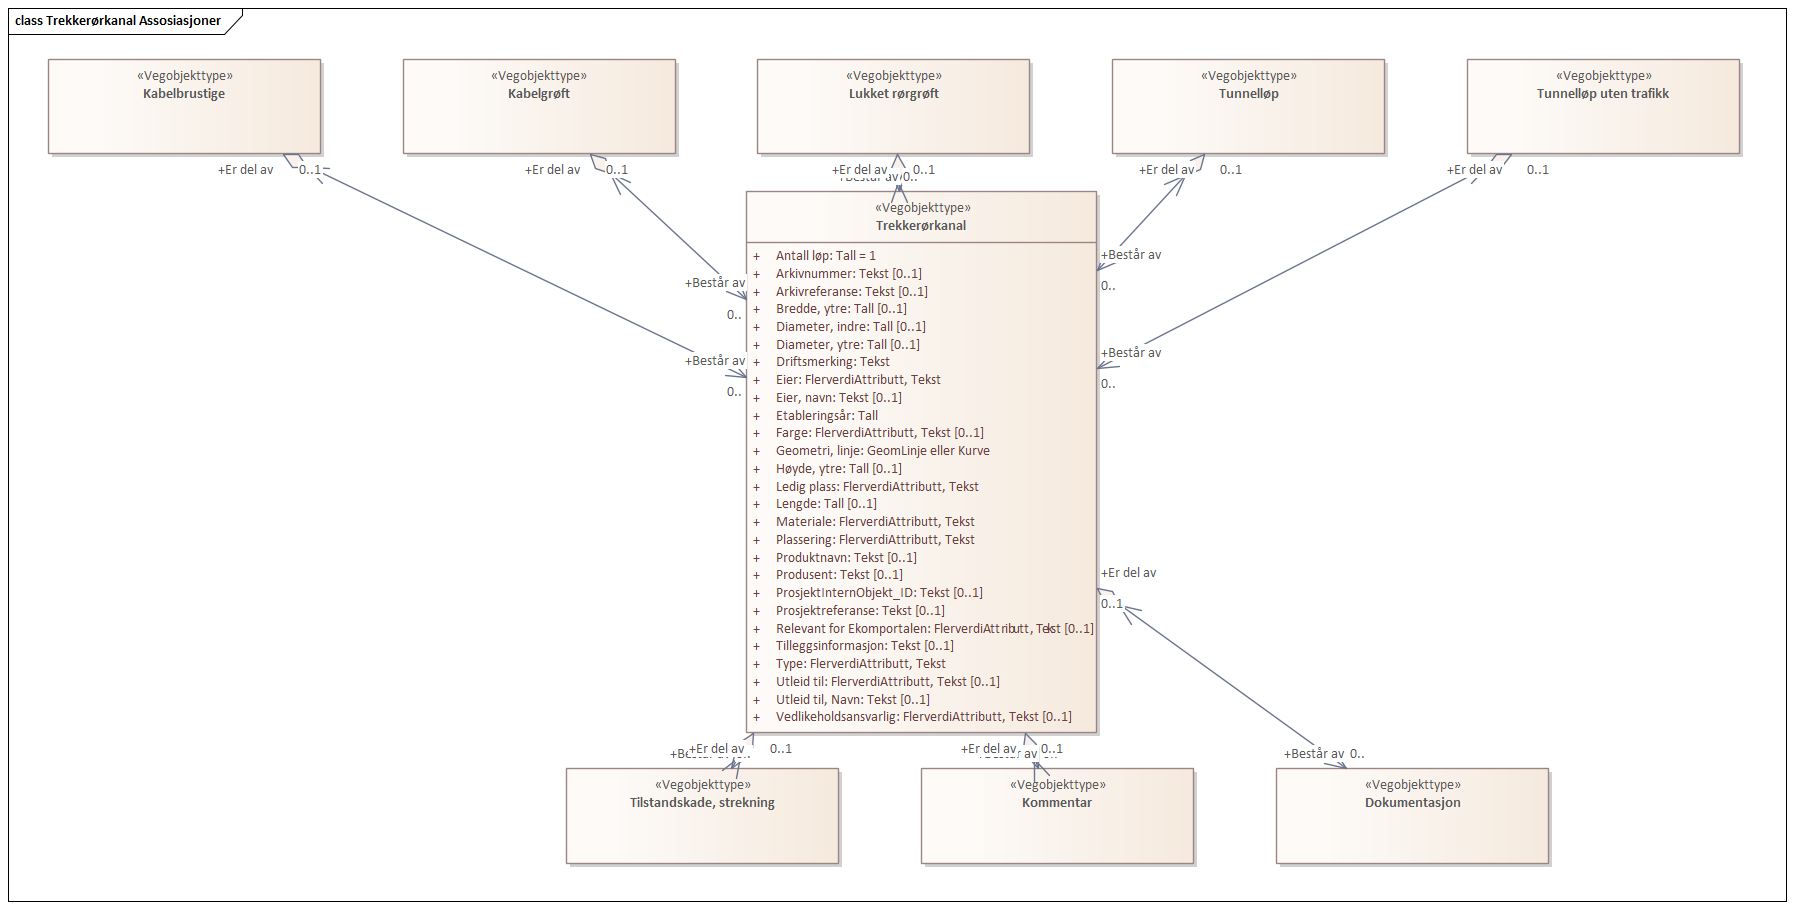 class Trekkerørkanal Assosiasjoner
«Vegobjekttype»
Kabelbrustige
«Vegobjekttype»
Kabelgrøft
«Vegobjekttype»
Lukket rørgrøft
«Vegobjekttype»
Tunnelløp
«Vegobjekttype»
Tunnelløp uten trafikk
+Er del av 0..1
+Er del av 0..1
+Er del av 0..1
+Er del av 0..1
+Er del av 0..1
+Består av 0..
+Består av
0..
+Består av
0..
+Består av
0..
+Består av
0..
«Vegobjekttype»
Trekkerørkanal
+ Antall løp: Tall = 1
+ Arkivnummer: Tekst [0..1]
+ Arkivreferanse: Tekst [0..1]
+ Bredde, ytre: Tall [0..1]
+ Diameter, indre: Tall [0..1]
+ Diameter, ytre: Tall [0..1]
+ Driftsmerking: Tekst
+ Eier: FlerverdiAttributt, Tekst
+ Eier, navn: Tekst [0..1]
+ Etableringsår: Tall
+ Farge: FlerverdiAttributt, Tekst [0..1]
+ Geometri, linje: GeomLinje eller Kurve
+ Høyde, ytre: Tall [0..1]
+ Ledig plass: FlerverdiAttributt, Tekst
+ Lengde: Tall [0..1]
+ Materiale: FlerverdiAttributt, Tekst
+ Plassering: FlerverdiAttributt, Tekst
+ Produktnavn: Tekst [0..1]
+ Produsent: Tekst [0..1]
+ ProsjektInternObjekt_ID: Tekst [0..1]
+ Prosjektreferanse: Tekst [0..1]
+ Relevant for Ekomportalen: FlerverdiAttributt, Tekst [0..1]
+ Tilleggsinformasjon: Tekst [0..1]
+ Type: FlerverdiAttributt, Tekst
+ Utleid til: FlerverdiAttributt, Tekst [0..1]
+ Utleid til, Navn: Tekst [0..1]
+ Vedlikeholdsansvarlig: FlerverdiAttributt, Tekst [0..1]
+Er del av
0..1
+Er del av 0..1
+Er del av 0..1
av
+Består av 0..
«Vegobjekttype»
Tilstandskade, strekning
«Vegobjekttype»
Kommentar
«Vegobjekttype»
Dokumentasjon